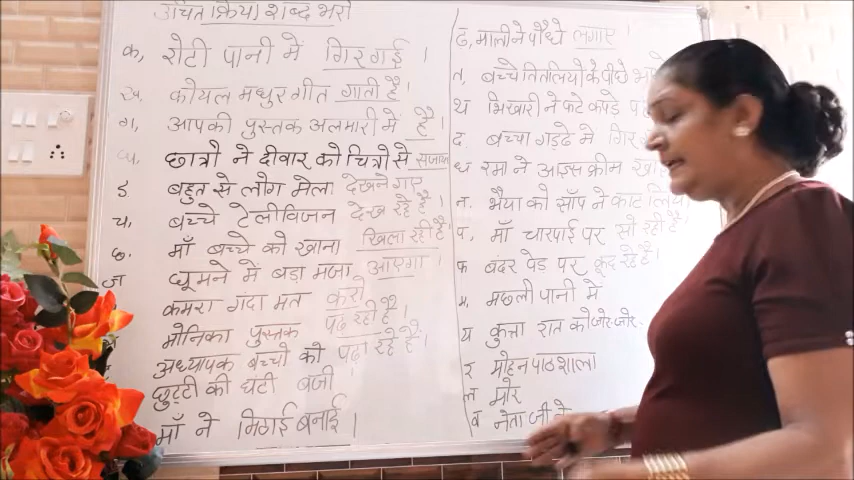 उचित क्रिया शब्द भरो
क, रोटी पानी में गिर गई ।
ख. कोयल मधुर गीत गाती है।
ग, आपकी पुस्तक अलमारी में है ।
घ. छात्रो ने दीवार को चित्रो से सजाया
ड बहुत से लोग मेला देखने गए
च, बच्चे टेलीविजन देख रहे है ।
छ. माँ बच्चे को खाना खिला रही है।
ज घूमने में बड़ा मजा आएगा ।
कमरा गंदा मत करो
मोनिका पुस्तक पढ़ रही है।
अध्यापक बच्चो को पढ़ा रहे हैं।
छुट्टी की घंटी बजी ।
माँ ने मिठाई बनाई ।
ढ, माली ने पौधे लगाए ।
त. बच्चे तितलियो के पीछे
थ भिखारी ने फटे कपड़े
द. बच्चा गड्ढे में गिर
ध रमा ने आइसक्रीम
न. भैया को साँप ने काट लिया
प, माँ चारपाई पर सो रही है।
फ बंदर पेड़ पर कूद रहे है।
मछली पानी में
य कुत्ता रात को जोर-जोर
र मोहन पाठशाला
ल मोर
व नेता जी ने